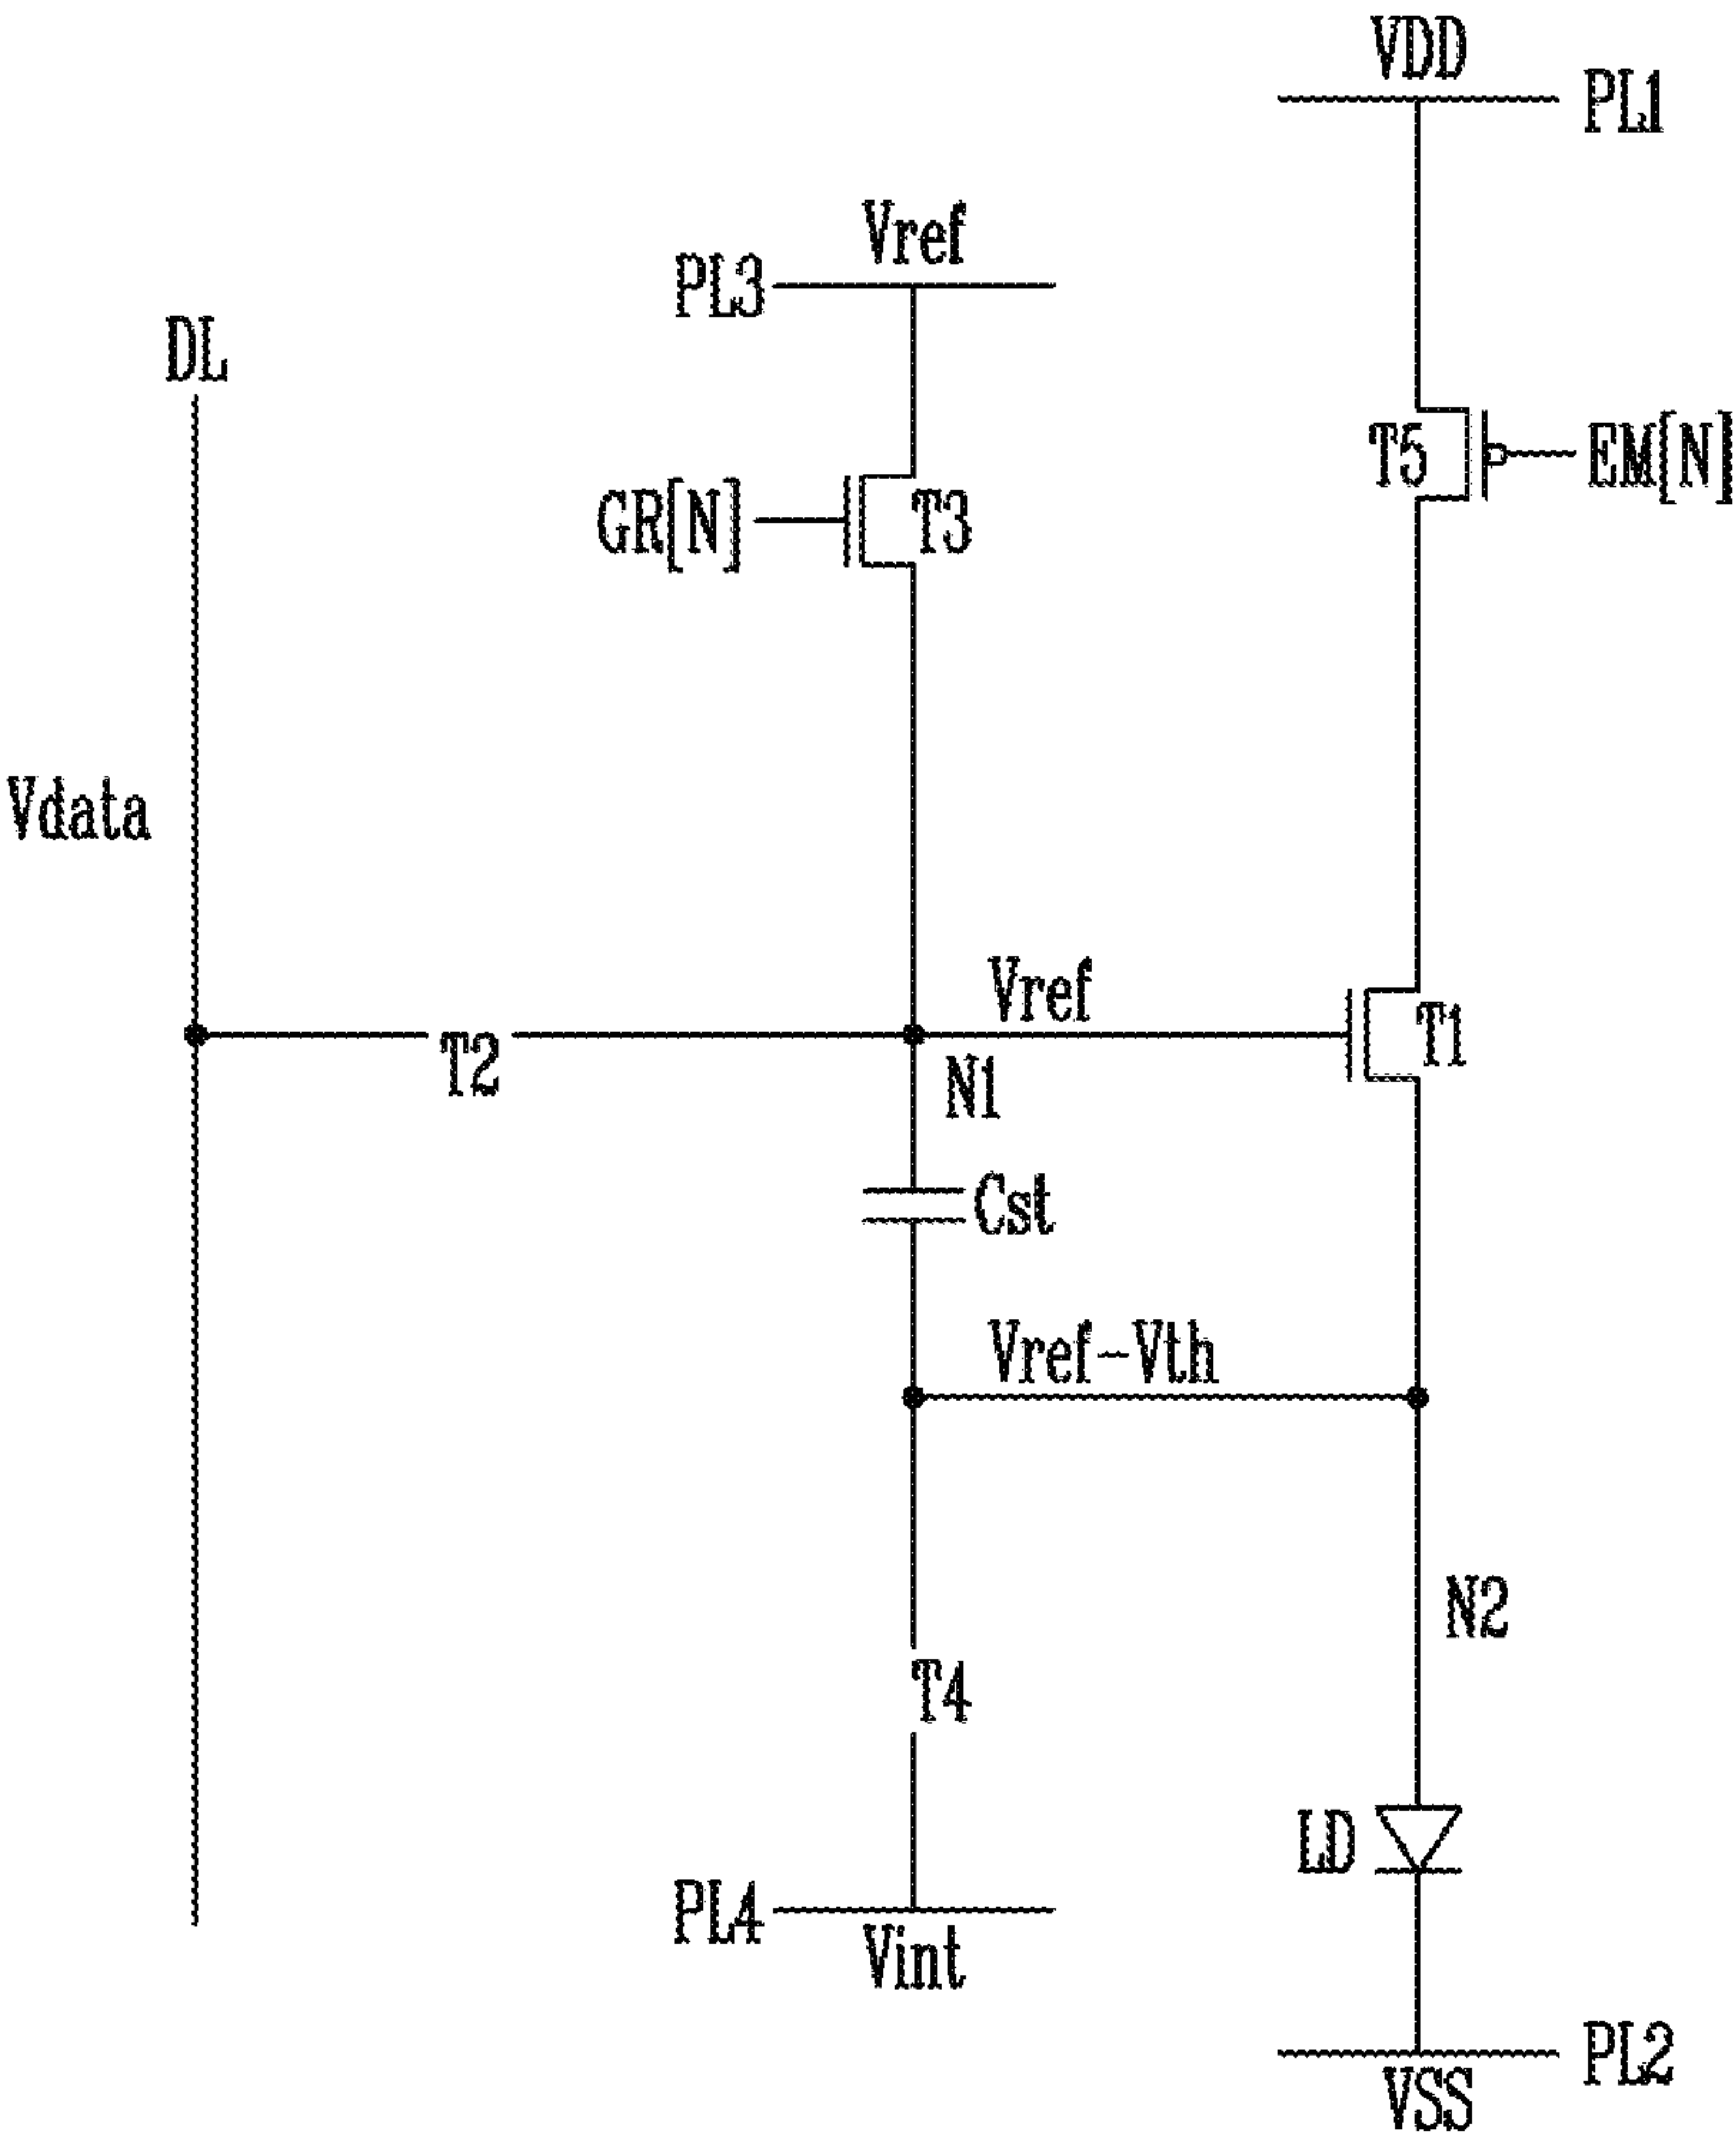 VDD
PL1
Vref
PL3
DL
T5
EM[N]
GR[N]
T3
Vdata
Vref
T1
T2
N1
Cst
Vref-Vth
N2
T4
LD
PL4
Vint
PL2
VSS